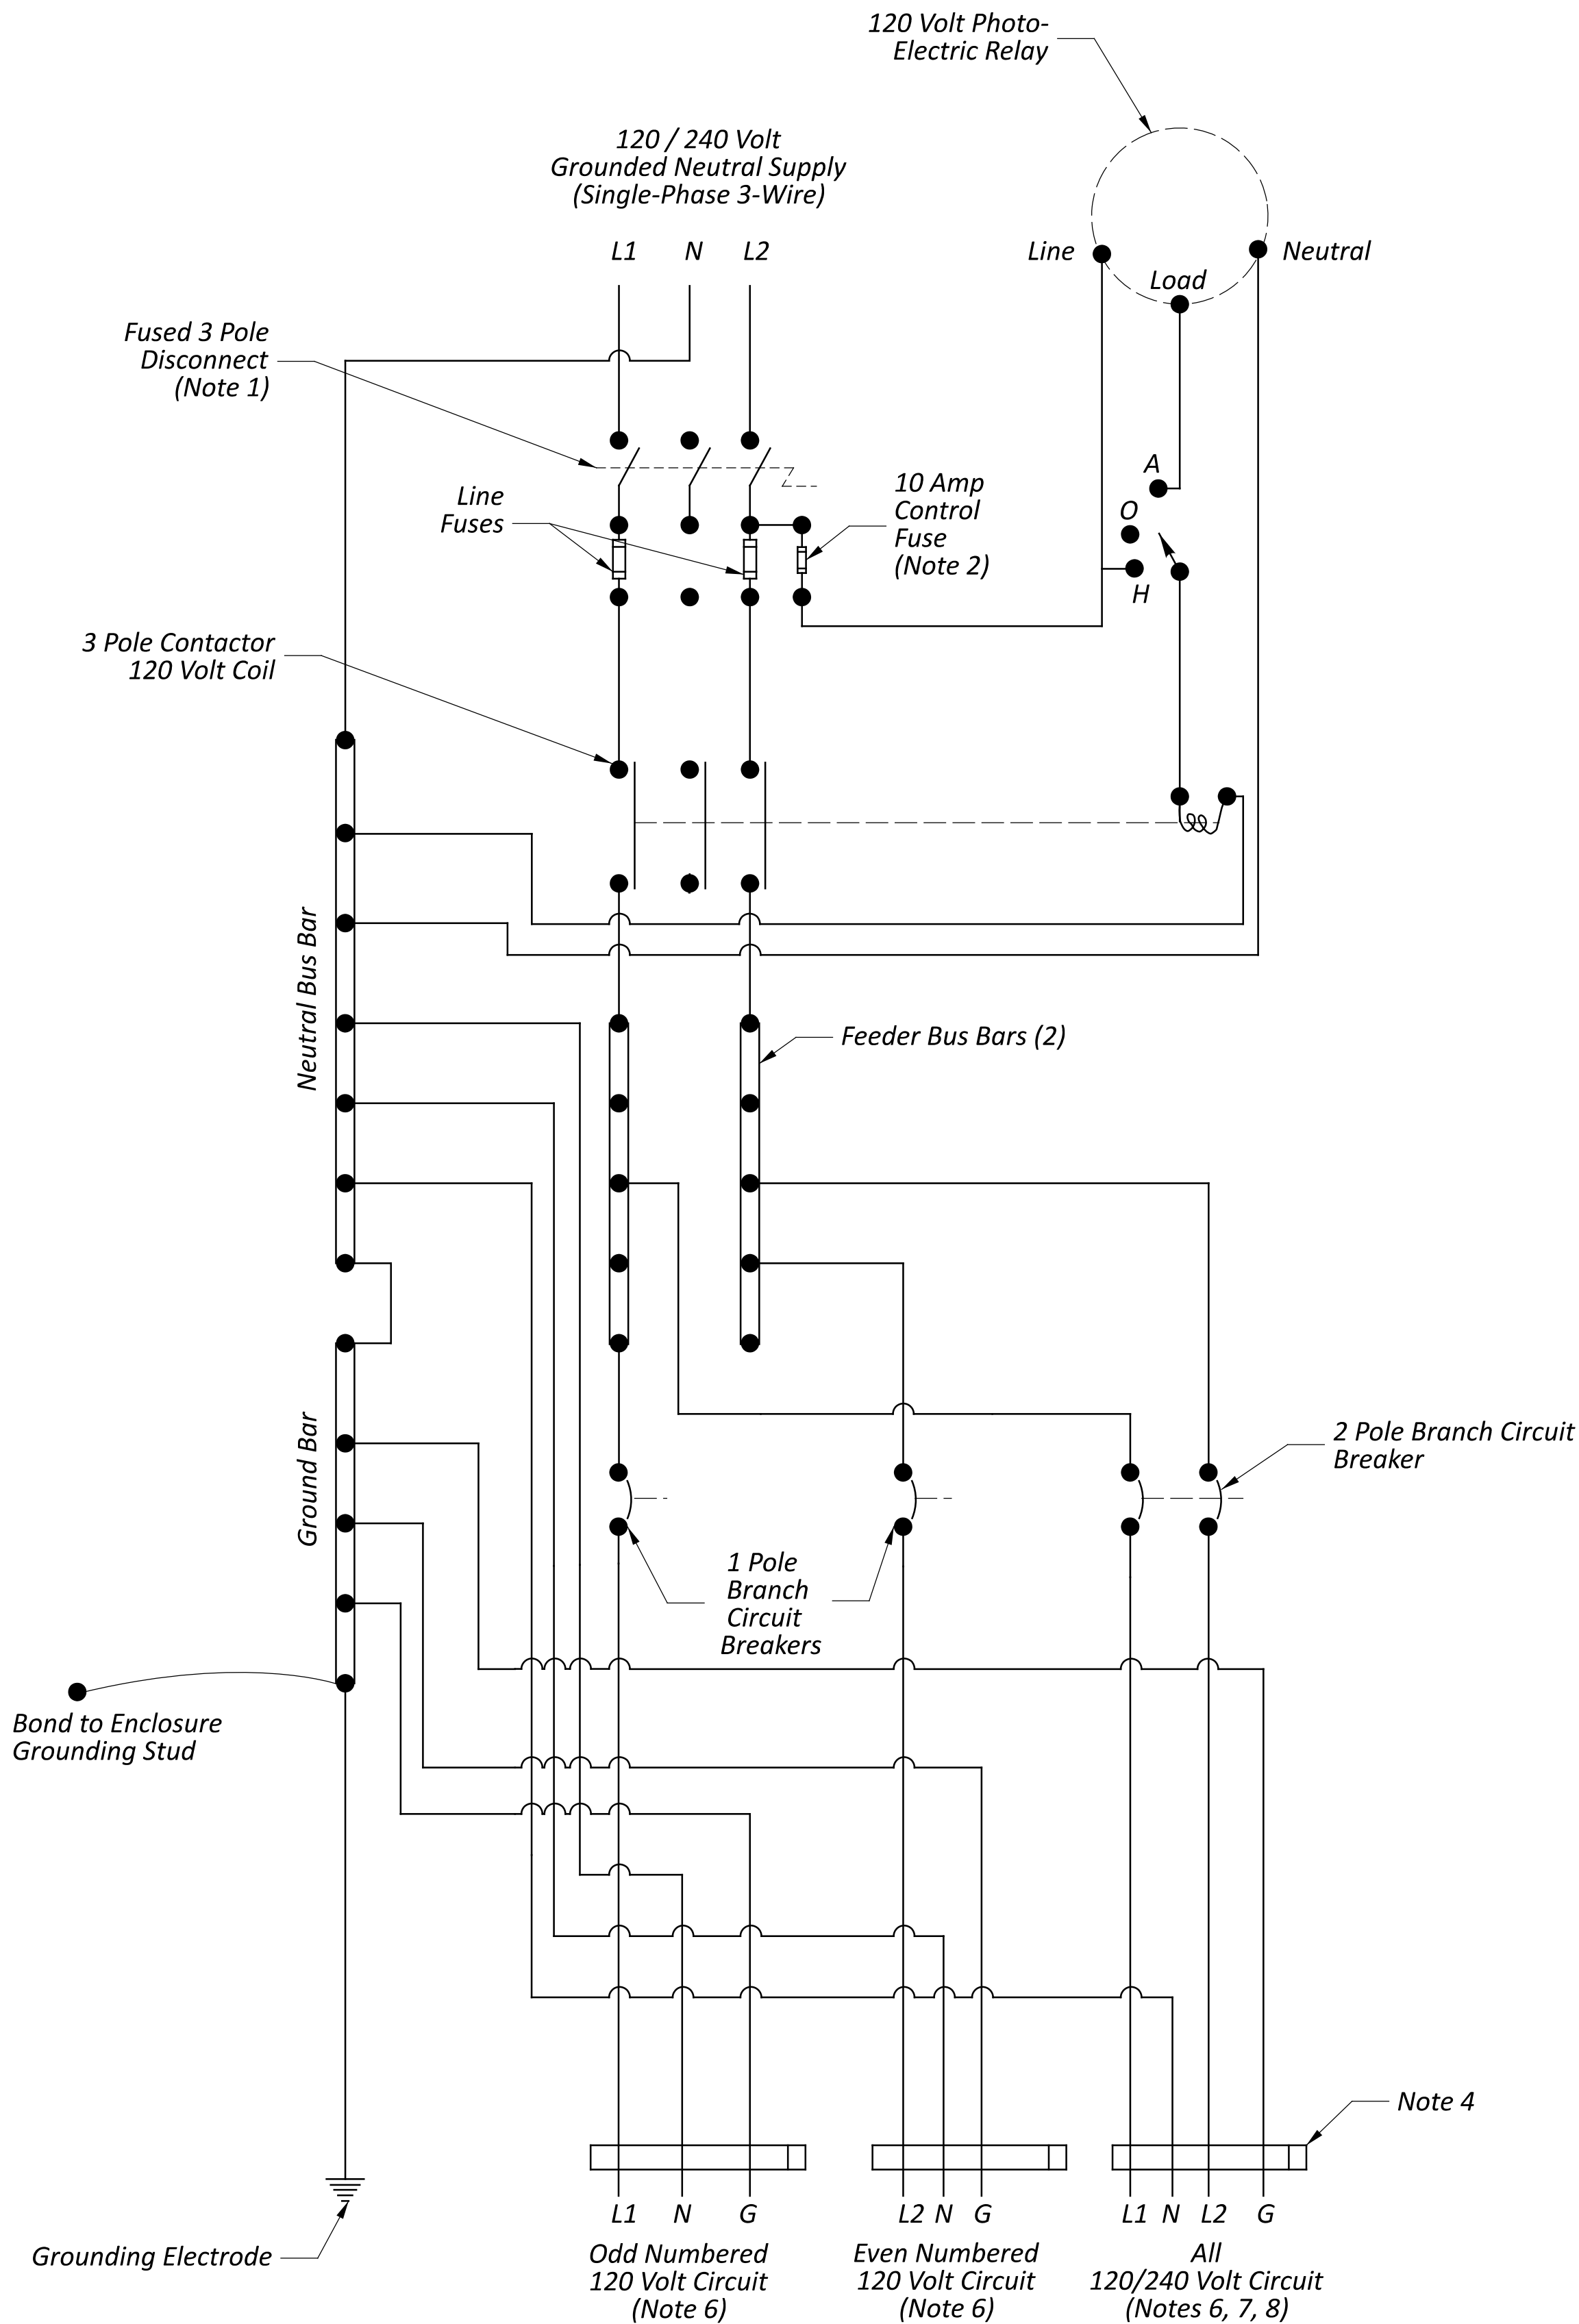 120 Volt Photo-
Electric Relay
120 / 240 Volt
Grounded Neutral Supply
(Single-Phase 3-Wire)
L1 N L2
Line
Neutral
Load
Fused 3 Pole
Disconnect
(Note 1)
A
Line
Fuses
10 Amp
Control
Fuse
(Note 2)
O
H
3 Pole Contactor
120 Volt Coil
Neutral Bus Bar
Feeder Bus Bars (2)
Ground Bar
2 Pole Branch Circuit
Breaker
1 Pole
Branch
Circuit
Breakers
Bond to Enclosure
Grounding Stud
Note 4
L1 N G
L2 N G
L1 N L2 G
Grounding Electrode
Odd Numbered
120 Volt Circuit
(Note 6)
Even Numbered
120 Volt Circuit
(Note 6)
All
120/240 Volt Circuit
(Notes 6, 7, 8)